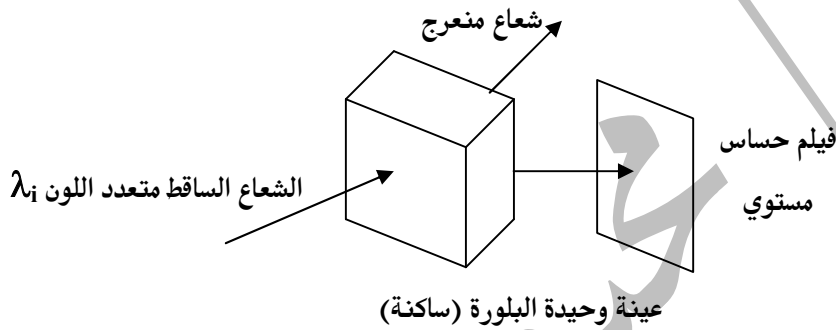 شعاع منعرج
فيلم حساس
مستوي
الشعاع الساقط متعدد اللون λi
عينة وحيدة البلورة (ساكنة)